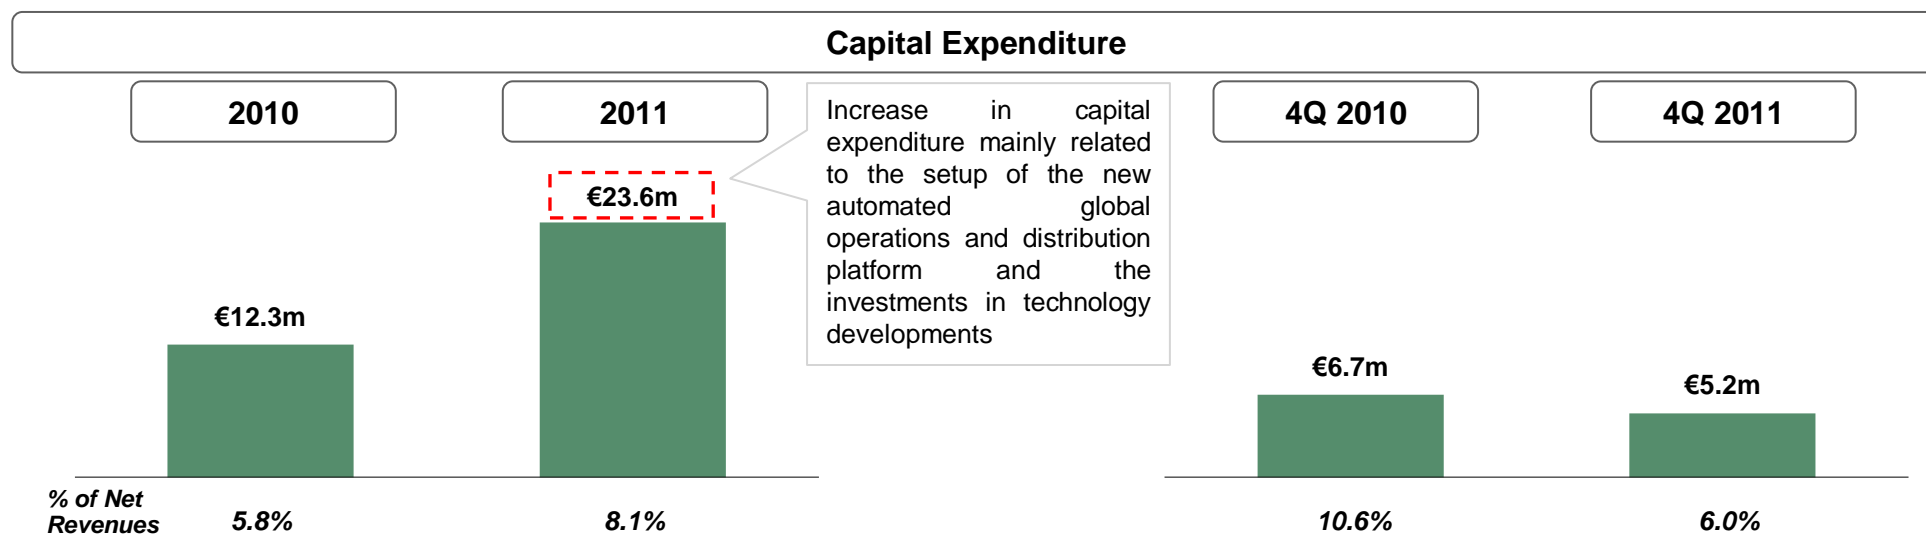 Capital Expenditure
2010
2011
4Q 2010
4Q 2011
Increase in capital
expenditure mainly related
to the setup of the new
automated global
operations and distribution
platform and the
investments in technology
developments
€12.3m
€23.6m
€6.7m
€5.2m
% of Net
Revenues
5.8%
8.1%
10.6%
6.0%